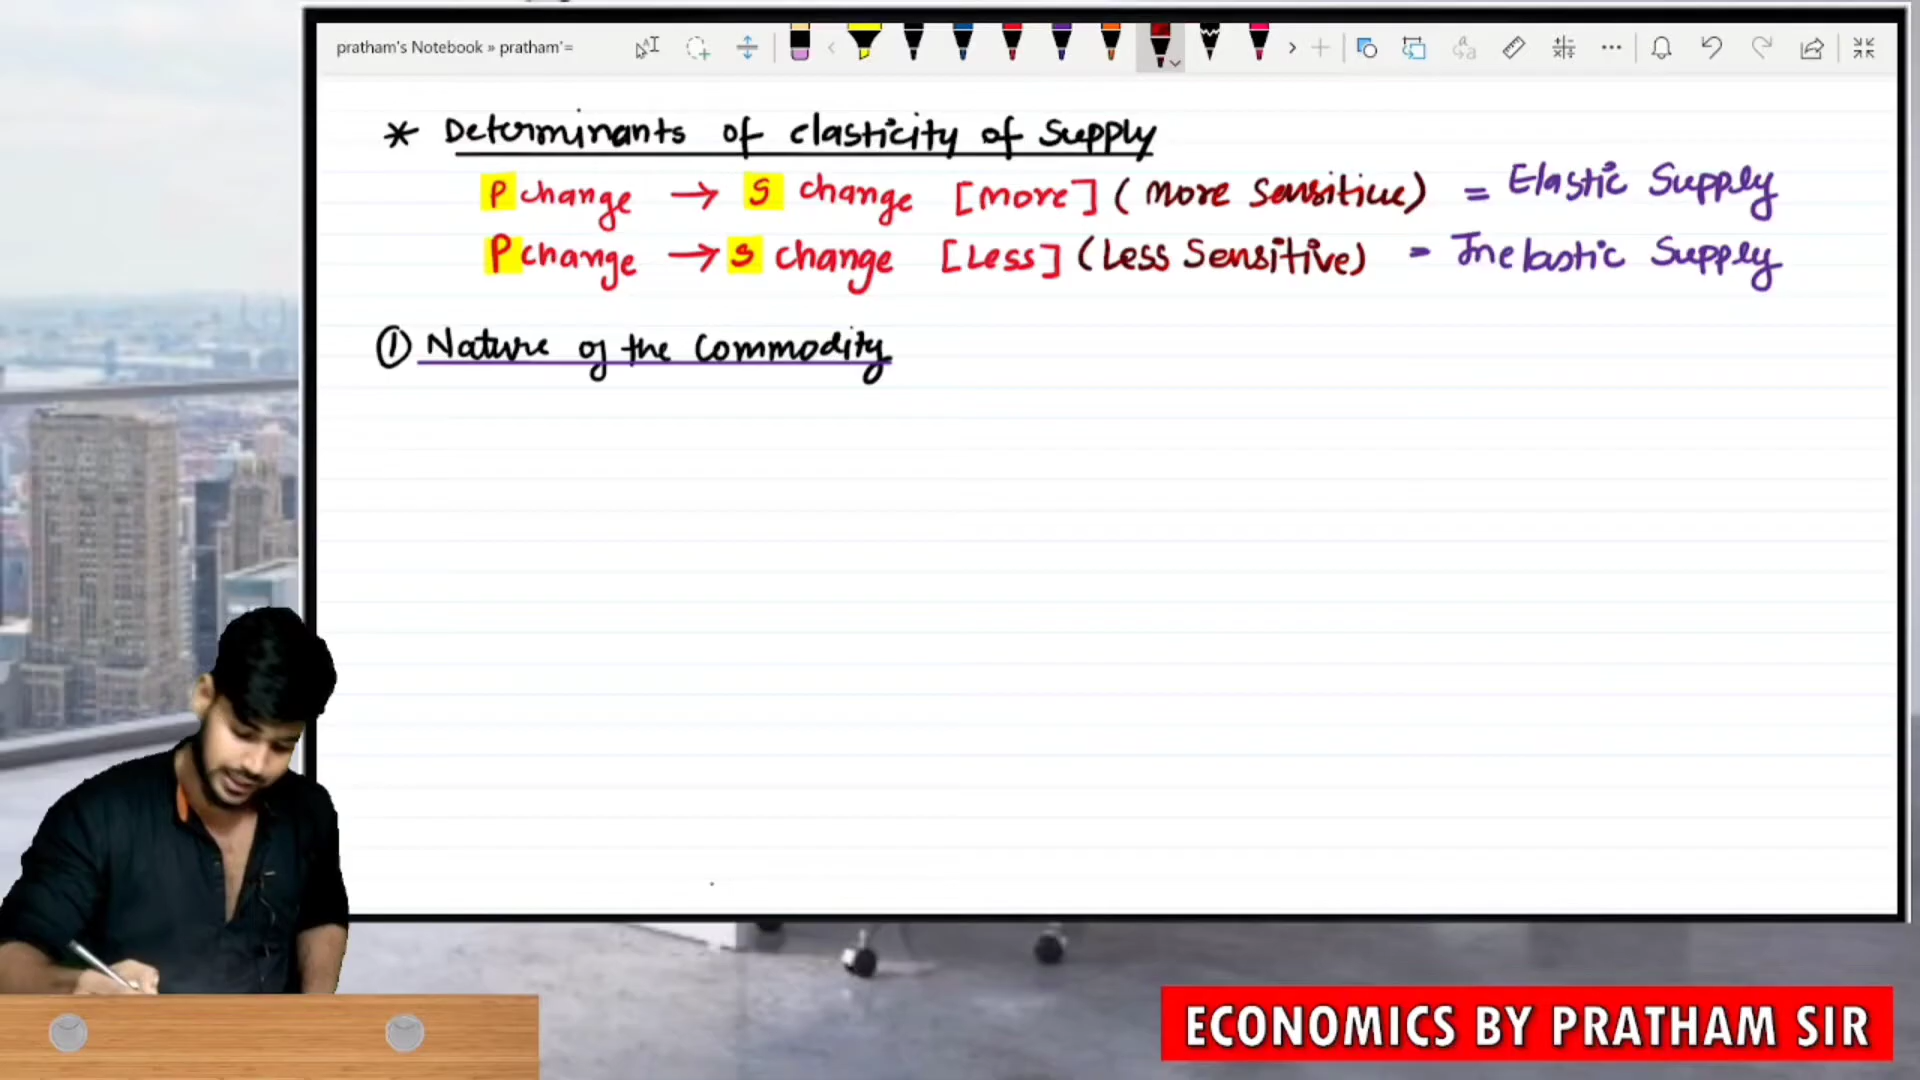 pratham's Notebook » pratham'=
* Determinants of elasticity of Supply
P change → S change [more] (More Sensitive) = Elastic Supply
P change → S change [Less] (Less Sensitive) = Inelastic Supply
① Nature of the Commodity
ECONOMICS BY PRATHAM SIR